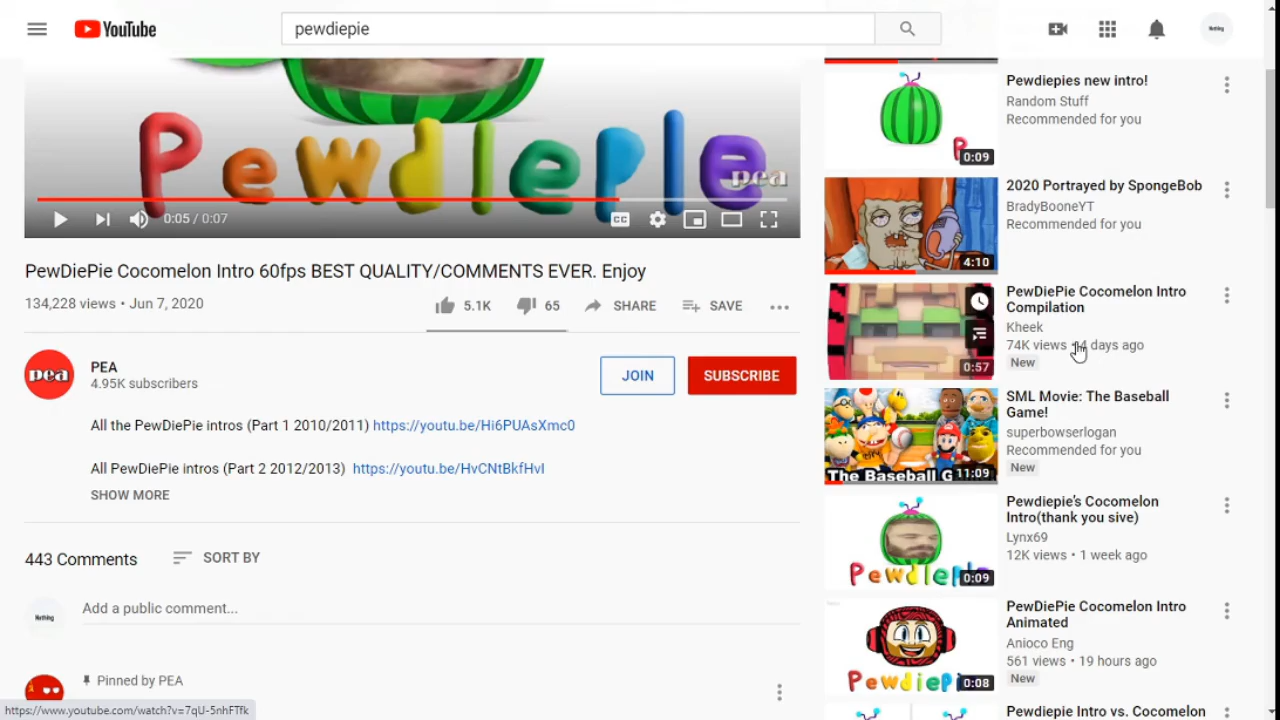 YouTube
pewdiepie
Nothing
Pewdiepie
pea
0:05 / 0:07
CC
PewDiePie Cocomelon Intro 60fps BEST QUALITY/COMMENTS EVER. Enjoy
134,228 views • Jun 7, 2020
5.1K
65
SHARE
SAVE
pea
PEA
4.95K subscribers
JOIN
SUBSCRIBE
All the PewDiePie intros (Part 1 2010/2011) https://youtu.be/Hi6PUAsXmc0
All PewDiePie intros (Part 2 2012/2013) https://youtu.be/HvCNtBkfHvI
SHOW MORE
443 Comments
SORT BY
Nothing
Add a public comment...
Pinned by PEA
https://www.youtube.com/watch?v=7qU-5nhFTfk
P
0:09
Pewdiepies new intro!
Random Stuff
Recommended for you
4:10
2020 Portrayed by SpongeBob
BradyBooneYT
Recommended for you
0:57
PewDiePie Cocomelon Intro
Compilation
Kheek
74K views • 14 days ago
New
The Baseball G
11:09
SML Movie: The Baseball
Game!
superbowserlogan
Recommended for you
New
Pewdiepie
0:09
Pewdiepie's Cocomelon
Intro(thank you sive)
Lynx69
12K views • 1 week ago
Pewdiepi
0:08
PewDiePie Cocomelon Intro
Animated
Anioco Eng
561 views • 19 hours ago
New
Pewdiepie Intro vs. Cocomelon